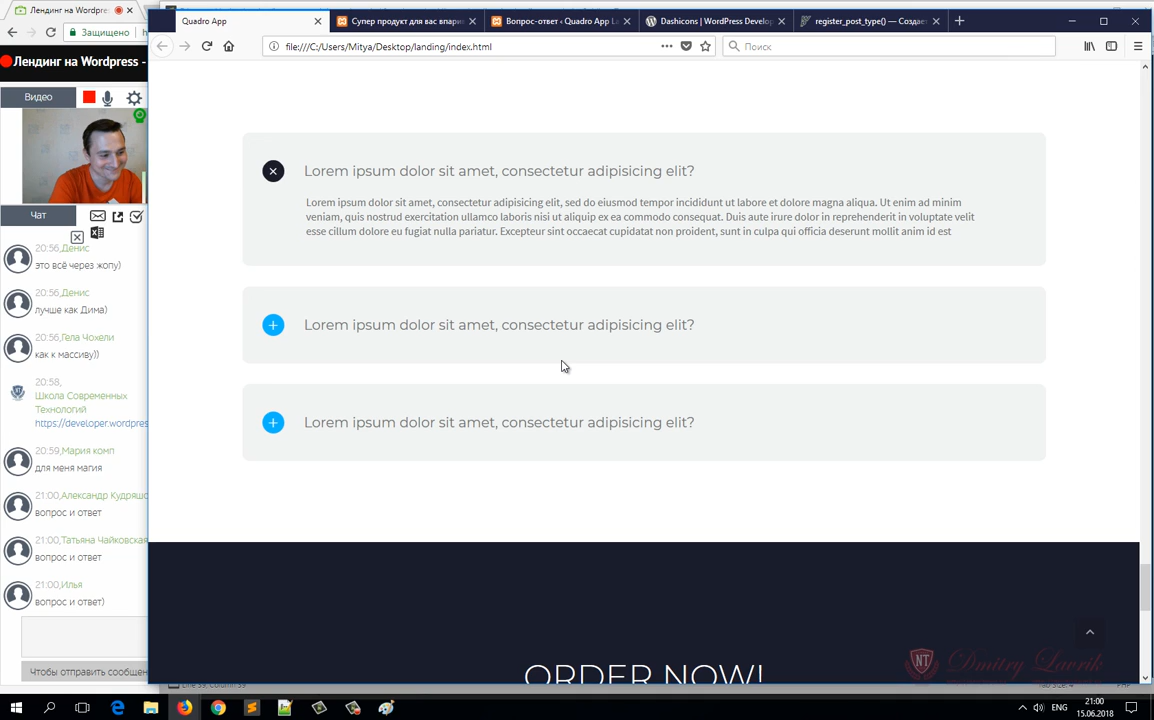 Лендинг на Wordpres
Защищено
h
Лендинг на Wordpress -
Видео
Чат
20:56,Денис
это всё через жопу)
20:56,Денис
лучше как Дима)
20:56,Гела Чохели
как к массиву))
20:58,
Школа Современных
Технологий
https://developer.wordpres
20:59,Мария комп
для меня магия
21:00,Александр Кудряшо
вопрос и ответ
21:00,Татьяна Чайковская
вопрос и ответ
21:00,Илья
вопрос и ответ)
Чтобы отправить сообщен
Quadro App
Супер продукт для вас впари
Вопрос-ответ ‹ Quadro App La
Dashicons | WordPress Develop
register_post_type() — Создае
file:///C:/Users/Mitya/Desktop/landing/index.html
Поиск
Lorem ipsum dolor sit amet, consectetur adipisicing elit?
Lorem ipsum dolor sit amet, consectetur adipisicing elit, sed do eiusmod tempor incididunt ut labore et dolore magna aliqua. Ut enim ad minim
veniam, quis nostrud exercitation ullamco laboris nisi ut aliquip ex ea commodo consequat. Duis aute irure dolor in reprehenderit in voluptate velit
esse cillum dolore eu fugiat nulla pariatur. Excepteur sint occaecat cupidatat non proident, sunt in culpa qui officia deserunt mollit anim id est
Lorem ipsum dolor sit amet, consectetur adipisicing elit?
Lorem ipsum dolor sit amet, consectetur adipisicing elit?
ORDER NOW!
NT
Dmitry Lavrik
ENG
21:00
15.06.2018